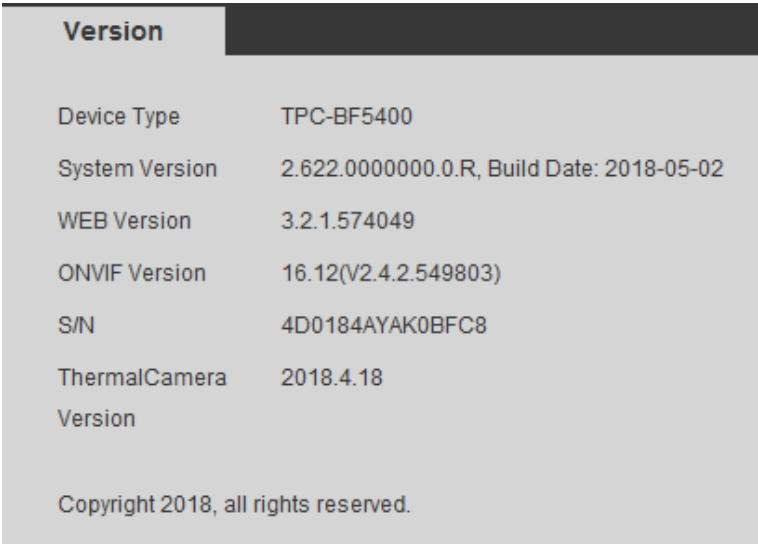 Version
Device Type TPC-BF5400
System Version 2.622.0000000.0.R, Build Date: 2018-05-02
WEB Version 3.2.1.574049
ONVIF Version 16.12(V2.4.2.549803)
S/N 4D0184AYAK0BFC8
ThermalCamera 2018.4.18
Version
Copyright 2018, all rights reserved.